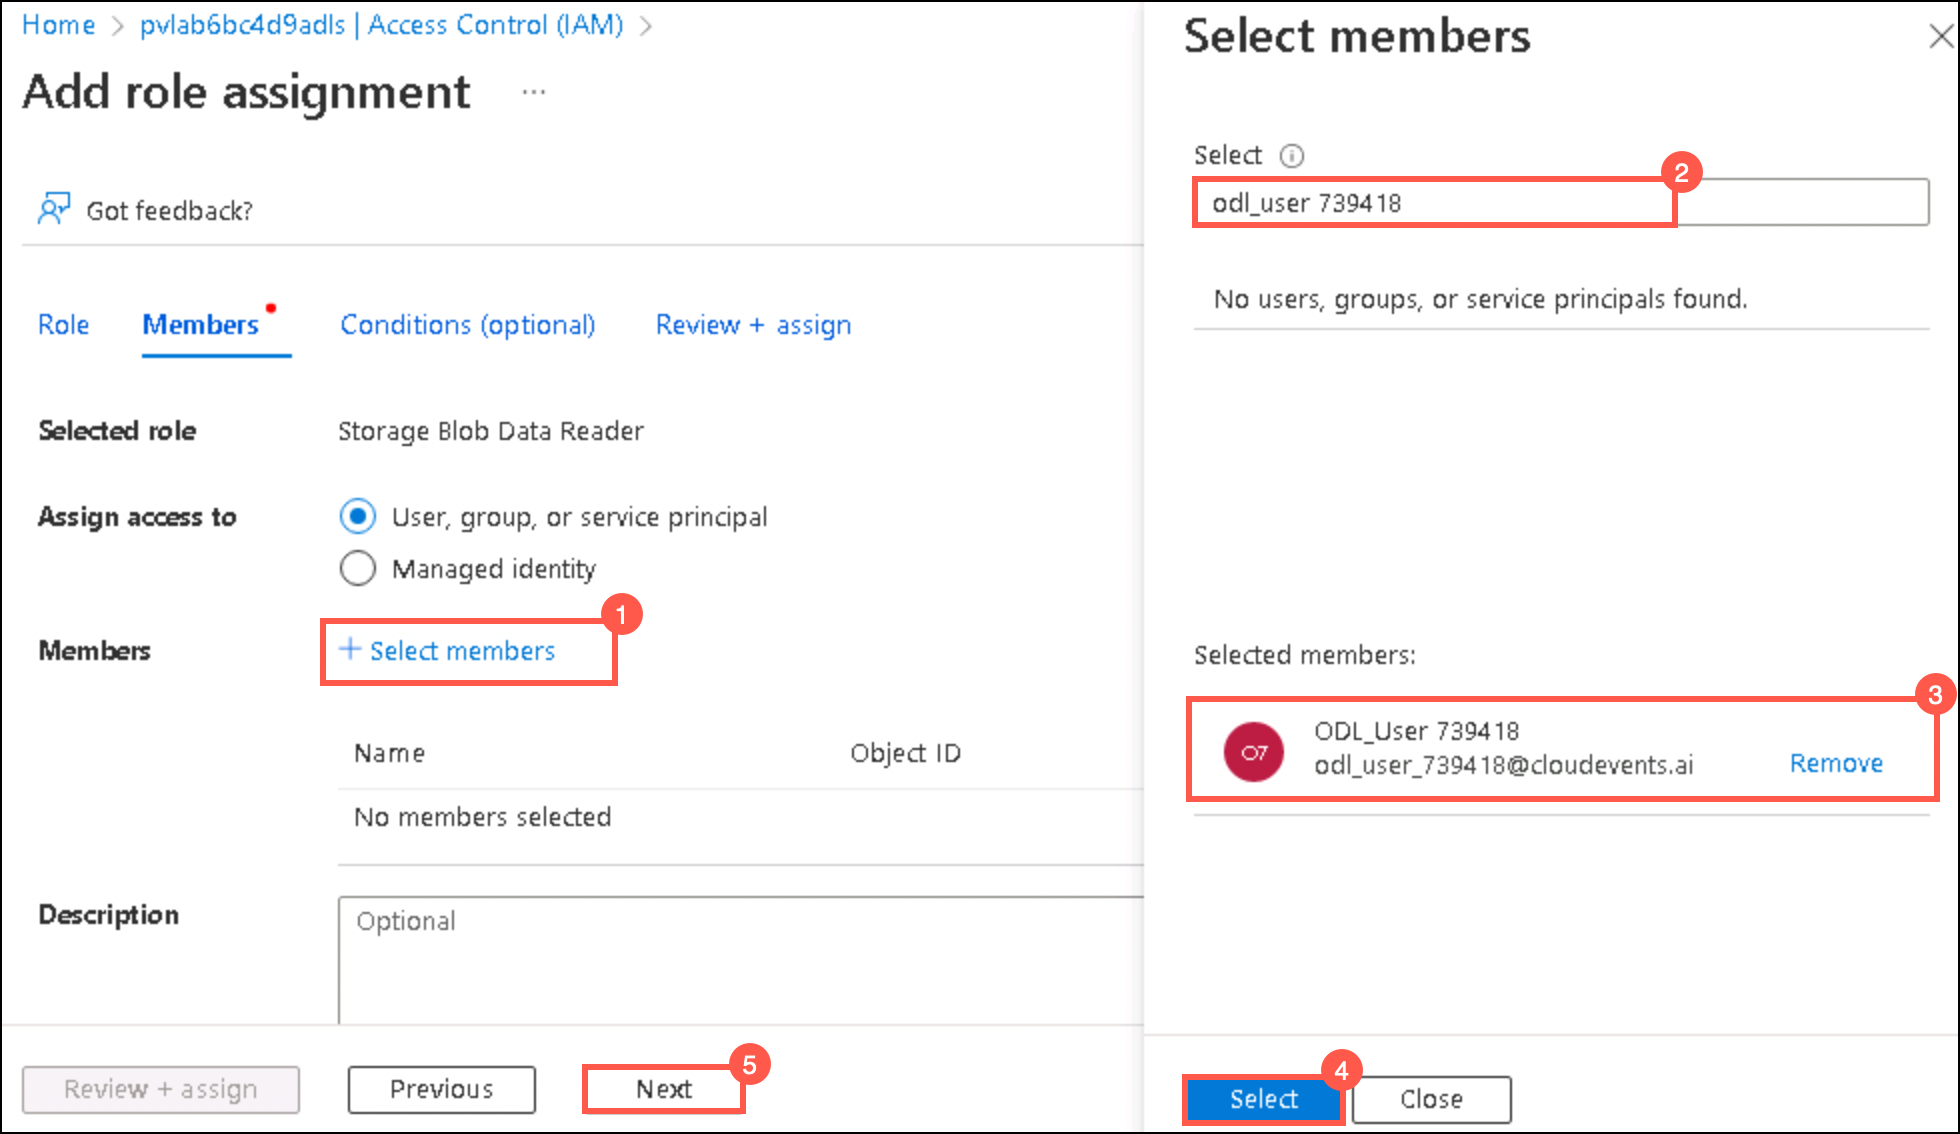 Home > pvlab6bc4d9adls | Access Control (IAM) >
Add role assignment ...
Got feedback?
Role Members Conditions (optional) Review + assign
Selected role Storage Blob Data Reader
Assign access to User, group, or service principal
Managed identity
1
Members + Select members
Name Object ID
No members selected
Description Optional
5
Review + assign Previous Next
Select members
Select
2
odl_user 739418
No users, groups, or service principals found.
Selected members:
3
O7 ODL_User 739418
odl_user_739418@cloudevents.ai Remove
4
Select Close